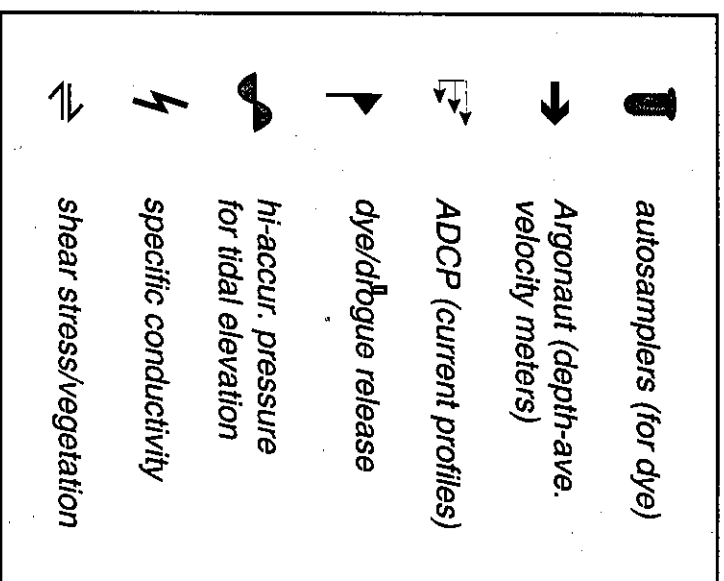 autosamplers (for dye)
Argonaut (depth-ave.
velocity meters)
ADCP (current profiles)
dye/drogue release
hi-accur. pressure
for tidal elevation
specific conductivity
shear stress/vegetation